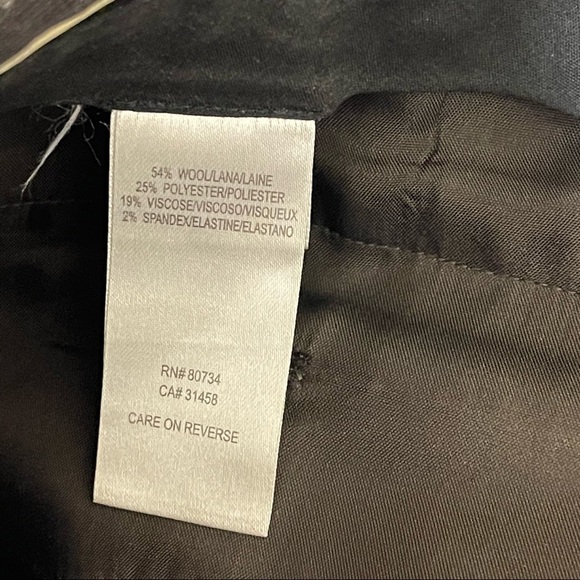 54% WOOL/LANA/LAINE
25% POLYESTER/POLIESTER
19% VISCOSE/VISCOSO/VISQUEUX
2% SPANDEX/ELASTINE/ELASTANO
RN# 80734
CA# 31458
CARE ON REVERSE